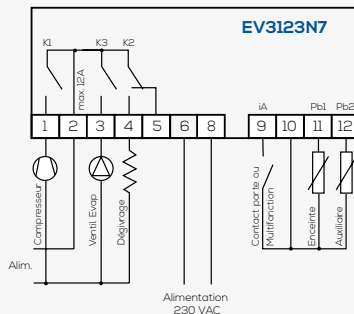 EV3123N7
K1 K3 K2
max. 12A
iA Pb1 Pb2
1 2 3 4 5 6 8 9 10 11 12
Compresseur
Ventil. Evap
Dégivrage
Contact porte ou
Multifonction
Enceinte
Auxiliaire
Alim.
Alimentation
230 VAC